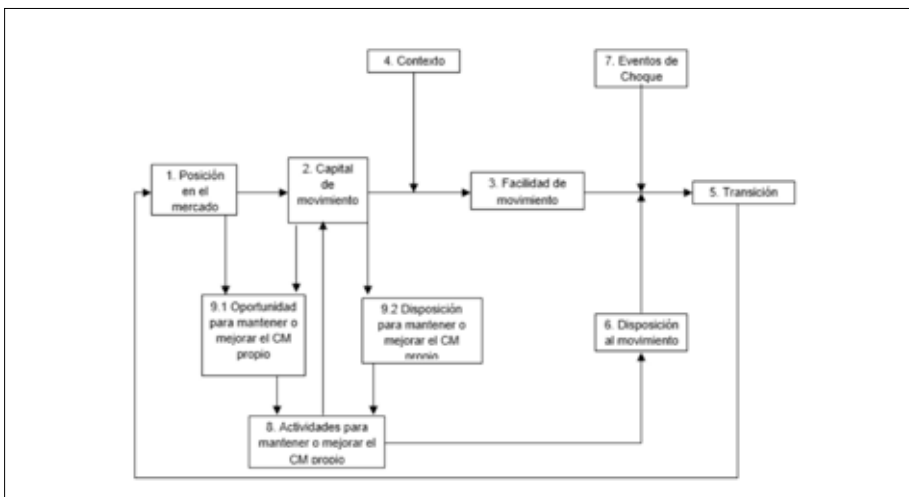 4. Contexto
7. Eventos de
Choque
1. Posición
en el
mercado
2. Capital
de
movimiento
3. Facilidad de
movimiento
5. Transición
9.1 Oportunidad
para mantener o
mejorar el CM
propio
9.2 Disposición
para mantener o
mejorar el CM
propio
6. Disposición
al movimiento
8. Actividades para
mantener o mejorar el
CM propio